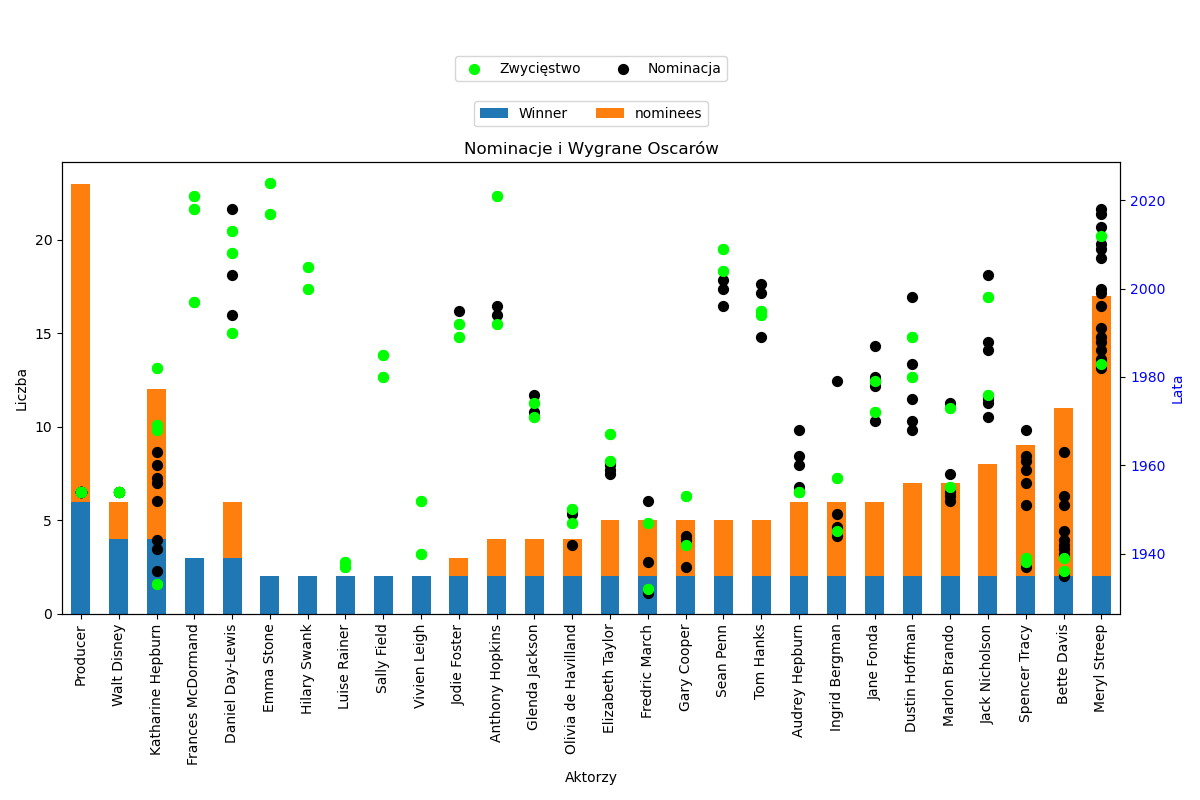 Zwycięstwo Nominacja
Winner nominees
Nominacje i Wygrane Oscarów
Liczba
20
15
10
5
0
2020
2000
1980
1960
1940
Lata
Producer
Walt Disney
Katharine Hepburn
Frances McDormand
Daniel Day-Lewis
Emma Stone
Hilary Swank
Luise Rainer
Sally Field
Vivien Leigh
Jodie Foster
Anthony Hopkins
Glenda Jackson
Olivia de Havilland
Elizabeth Taylor
Fredric March
Gary Cooper
Sean Penn
Tom Hanks
Audrey Hepburn
Ingrid Bergman
Jane Fonda
Dustin Hoffman
Marlon Brando
Jack Nicholson
Spencer Tracy
Bette Davis
Meryl Streep
Aktorzy